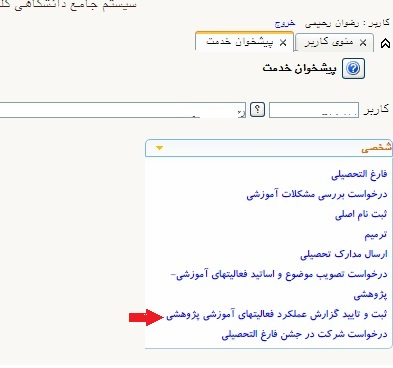 سیستم جامع دانشگاهی
کاربر : رضوان رحیمی خروج
منوی کاربر × پیشخوان خدمت ×
پیشخوان خدمت
کاربر ?
شخصی
فارغ التحصیلی
درخواست بررسی مشکلات آموزشی
ثبت نام اصلی
ترمیم
ارسال مدارک تحصیلی
درخواست تصویب موضوع و اساتید فعالیتهای آموزشی-
پژوهشی
ثبت و تایید گزارش عملکرد فعالیتهای آموزشی پژوهشی
درخواست شرکت در جشن فارغ التحصیلی